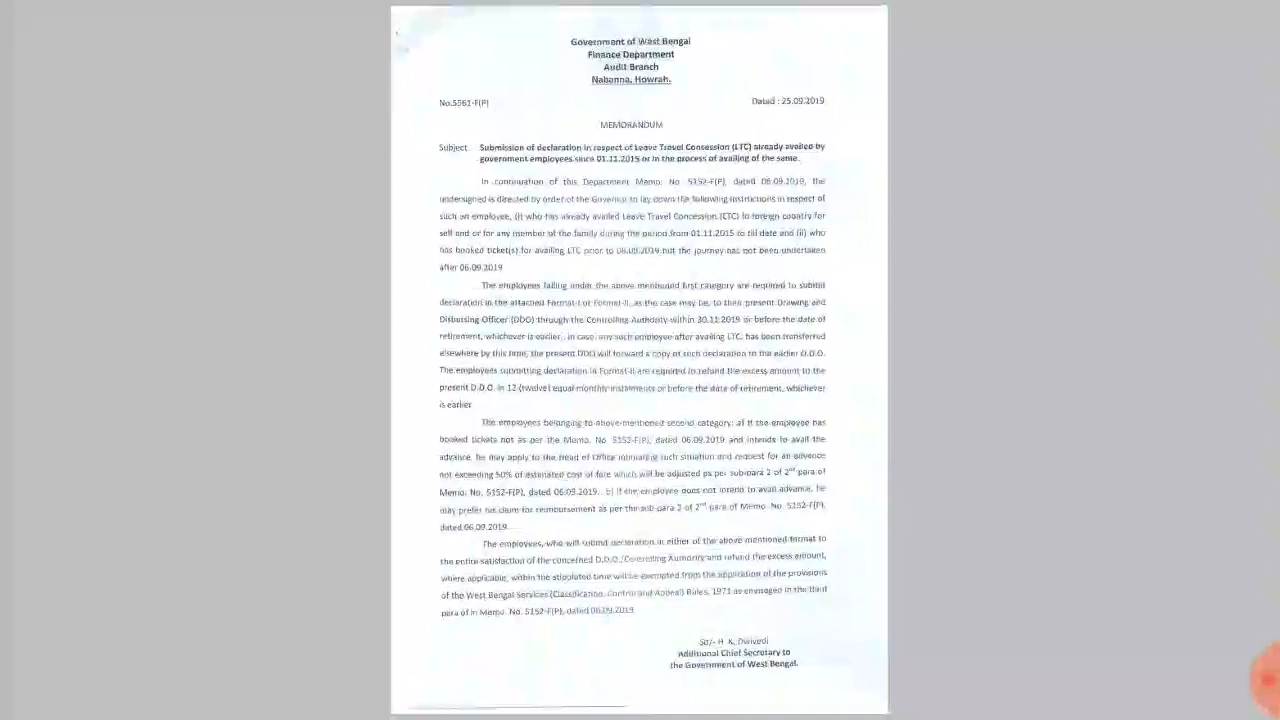 Government of West Bengal
Finance Department
Audit Branch
Nabanna, Howrah.
No.5561-F(P) Dated : 25.09.2019
MEMORANDUM
Subject Submission of declaration in respect of Leave Travel Concession (LTC) already availed by
government employees since 01.11.2015 or in the process of availing of the same.
In continuation of this Department Memo. No. 5152-F(P), dated 06.09.2019, the
undersigned is directed by order of the Governor to lay down the following instructions in respect of
such an employee, (i) who has already availed Leave Travel Concession (LTC) to foreign country for
self and or for any member of the family during the period from 01.11.2015 to till date and (ii) who
has booked ticket(s) for availing LTC prior to 06.09.2019 but the journey has not been undertaken
after 06.09.2019
The employees falling under the above mentioned first category are required to submit
declaration in the attached Format-I or Format-II, as the case may be, to their present Drawing and
Disbursing Officer (DDO) through the Controlling Authority within 30.11.2019 or before the date of
retirement, whichever is earlier. In case, any such employee after availing LTC, has been transferred
elsewhere by this time, the present DDO will forward a copy of such declaration to the earlier D.D.O.
The employees submitting declaration in Format-II are required to refund the excess amount to the
present D.D.O. in 12 (twelve) equal monthly instalments or before the date of retirement, whichever
is earlier
The employees belonging to above-mentioned second category: a) If the employee has
booked tickets not as per the Memo. No. 5152-F(P), dated 06.09.2019 and intends to avail the
advance, he may apply to the Head of Office intimating such situation and request for an advance
not exceeding 50% of estimated cost of fare which will be adjusted as per sub-para 2 of 2nd para of
Memo. No. 5152-F(P), dated 06.09.2019. b) If the employee does not intend to avail advance, he
may prefer his claim for reimbursement as per the sub-para 2 of 2nd para of Memo. No. 5152-F(P),
dated 06.09.2019
The employees, who will submit declaration in either of the above mentioned format to
the entire satisfaction of the concerned D.D.O./Controlling Authority and refund the excess amount,
where applicable, within the stipulated time will be exempted from the application of the provisions
of the West Bengal Services (Classification, Control and Appeal) Rules, 1971 as envisaged in the third
para of in Memo. No. 5152-F(P), dated 06.09.2019
Sd/- H. K. Dwivedi
Additional Chief Secretary to
the Government of West Bengal.